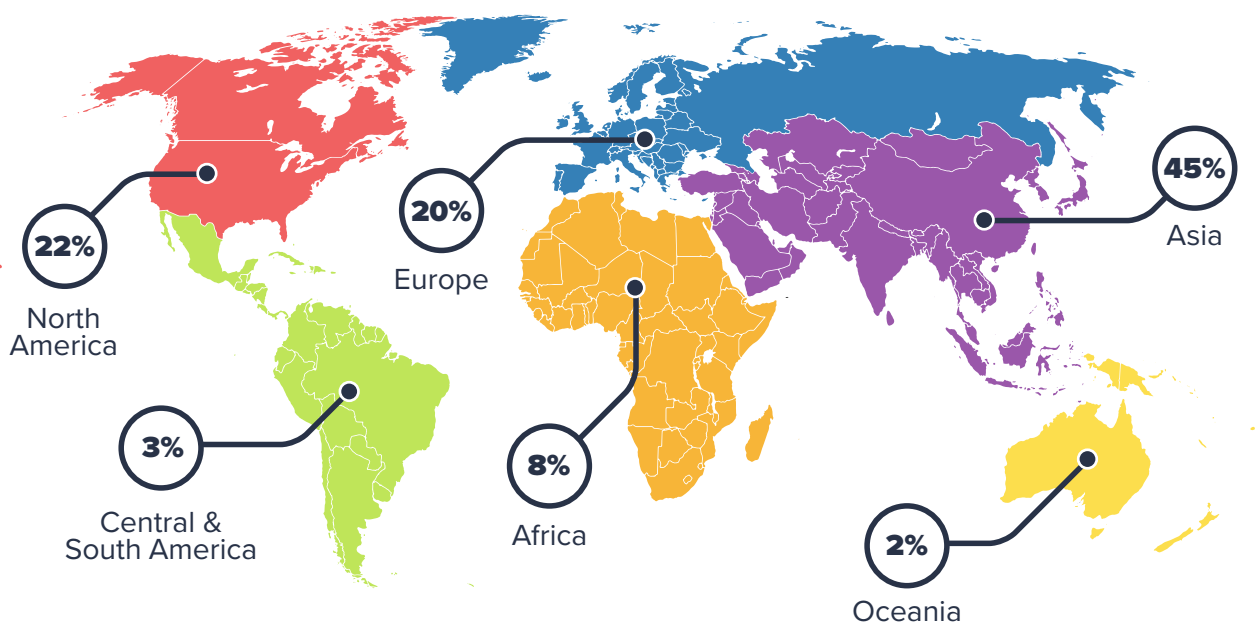 22%
North
America
3%
Central &
South America
20%
Europe
8%
Africa
45%
Asia
2%
Oceania